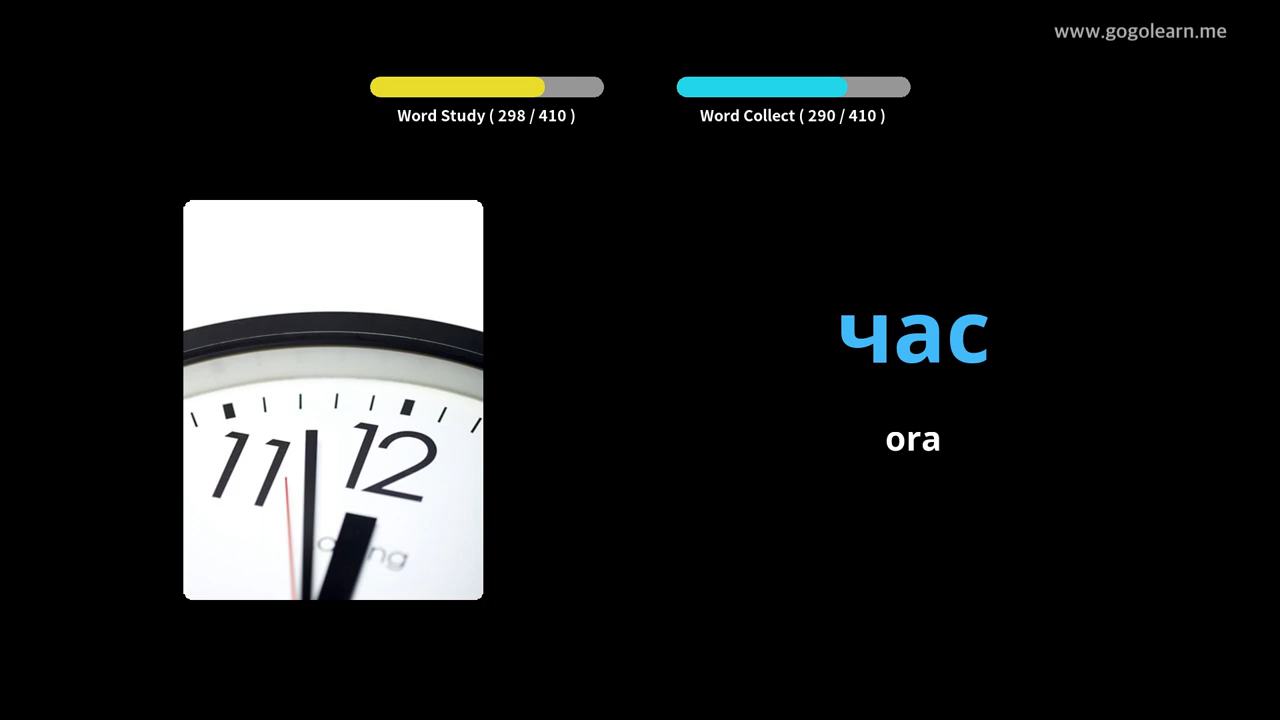 www.gogolearn.me
Word Study ( 298 / 410 )
Word Collect ( 290 / 410 )
11
12
час
ora